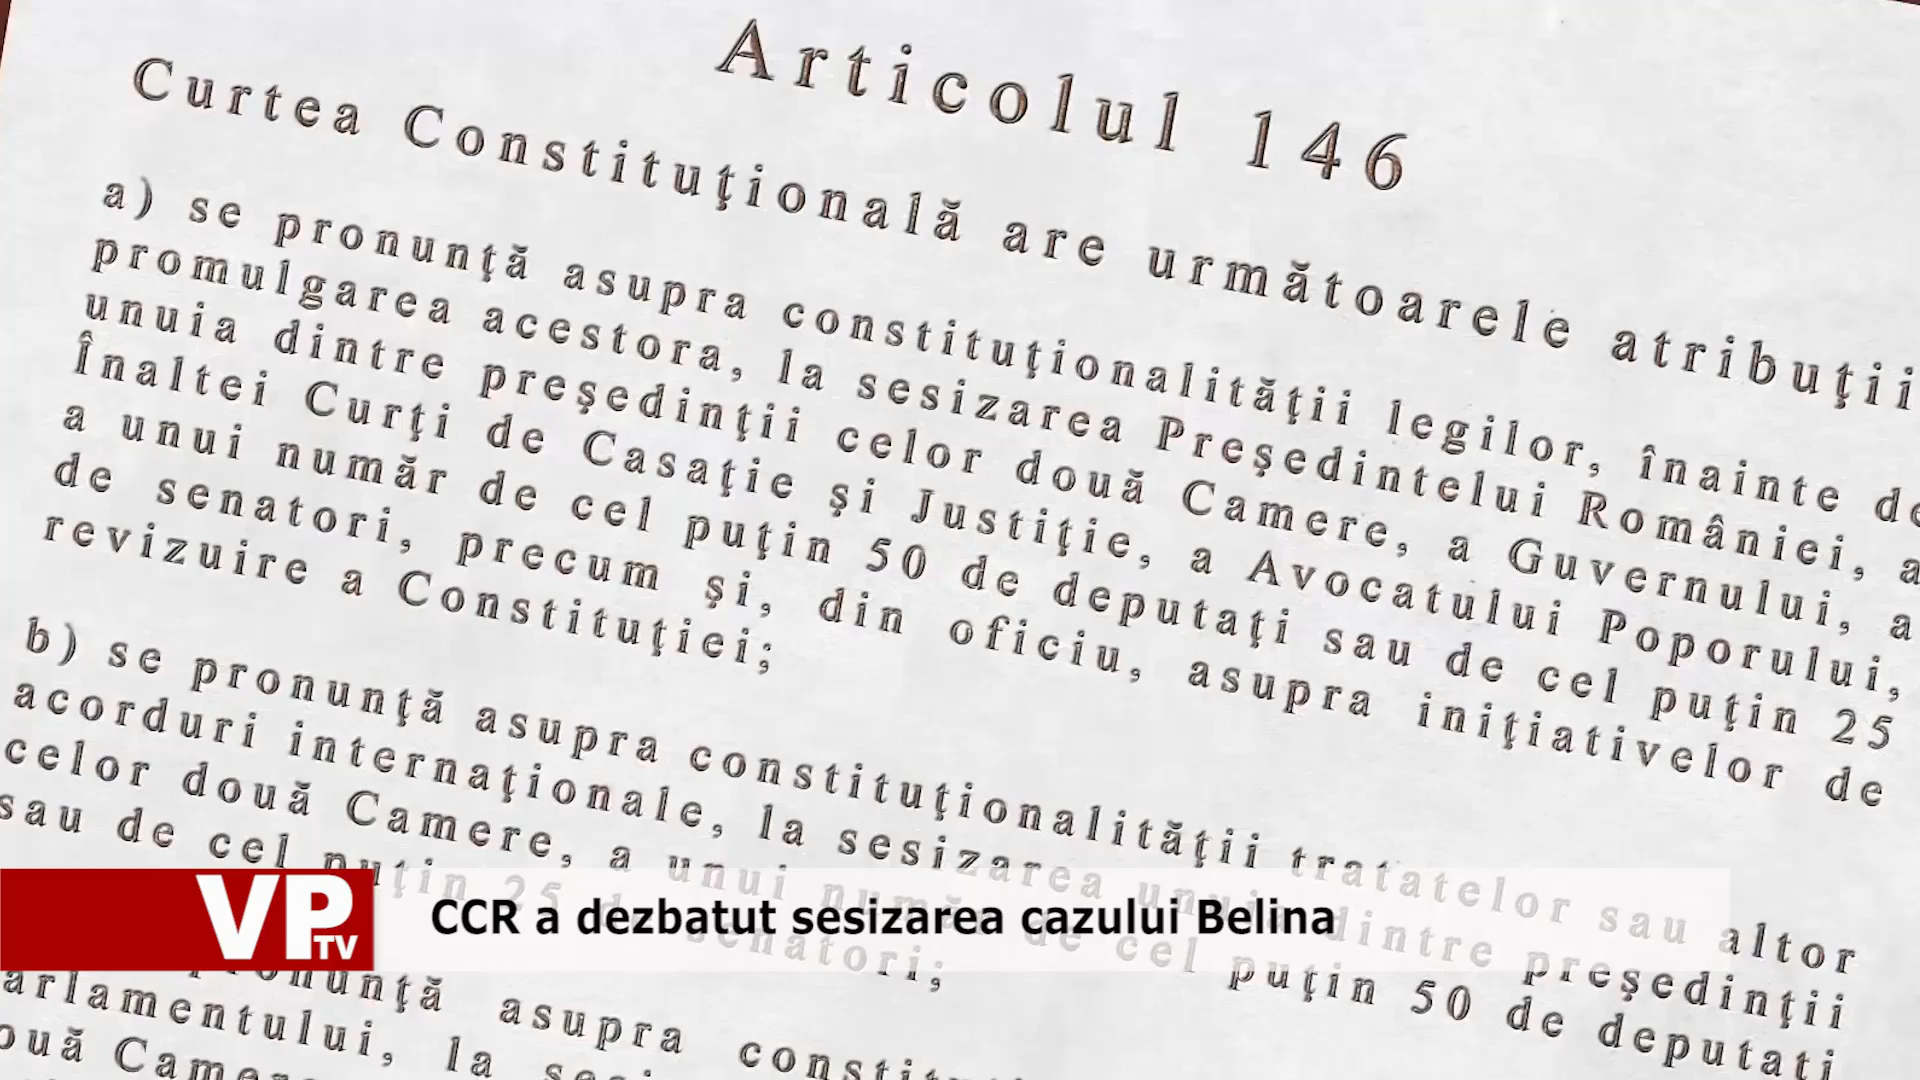 Articolul 146
Curtea Constituţională are următoarele atribuţii
a) se pronunţă asupra constituţionalităţii legilor, înainte de
promulgarea acestora, la sesizarea Preşedintelui României, a
unuia dintre preşedinţii celor două Camere, a Guvernului, a
Înaltei Curţi de Casaţie şi Justiţie, a Avocatului Poporului,
a unui număr de cel puţin 50 de deputaţi sau de cel puţin 25
de senatori, precum şi, din oficiu, asupra iniţiativelor de
revizuire a Constituţiei;
b) se pronunţă asupra constituţionalităţii tratatelor sau altor
acorduri internaţionale, la sesizarea unuia dintre preşedinţii
celor două Camere, a unui număr de cel puţin 50 de deputaţi
sau de cel puţin 25 de senatori;
pronunţă asupra
arlamentului, la
ouă
VP TV
CCR a dezbatut sesizarea cazului Belina